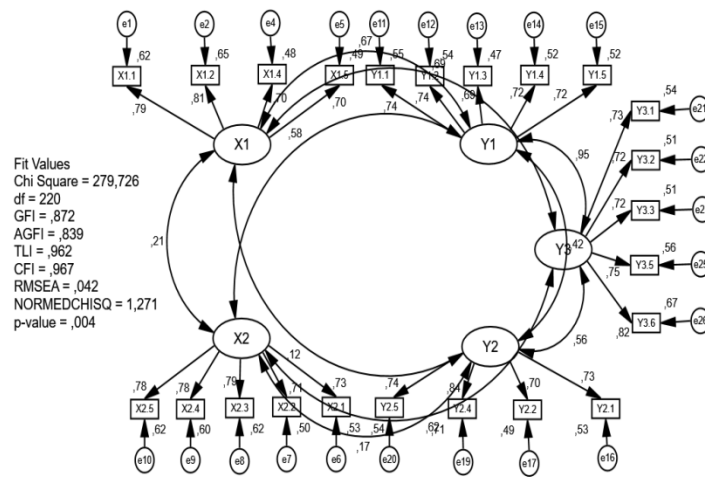 e1 e2 e4 e5 e11 e12 e13 e14 e15
,62 ,65 ,48 ,49 ,55 ,54 ,47 ,52 ,52
X1.1 X1.2 X1.4 X1.5 Y1.1 Y1.2 Y1.3 Y1.4 Y1.5
,79 ,81 ,70 ,70 ,67 ,74 ,74 ,69 ,69 ,72 ,72
,58
X1 Y1
,54 e21
Y3.1
,73
,51
Y3.2
,72
,51
Y3.3
,72
,56
Y3.5 e25
,75
,67
Y3.6 e26
,82
,95
Y3 ,42
,56
Fit Values
Chi Square = 279,726
df = 220
GFI = ,872
AGFI = ,839
TLI = ,962
CFI = ,967
RMSEA = ,042
NORMEDCHISQ = 1,271
p-value = ,004
,21
X2 Y2
,12
,78 ,78 ,79 ,71 ,73 ,74 ,84 ,70 ,73
X2.5 X2.4 X2.3 X2.2 X2.1 Y2.5 Y2.4 Y2.2 Y2.1
,62 ,60 ,62 ,50 ,53 ,54 ,71 ,49 ,53
,17
e10 e9 e8 e7 e6 e20 e19 e17 e16